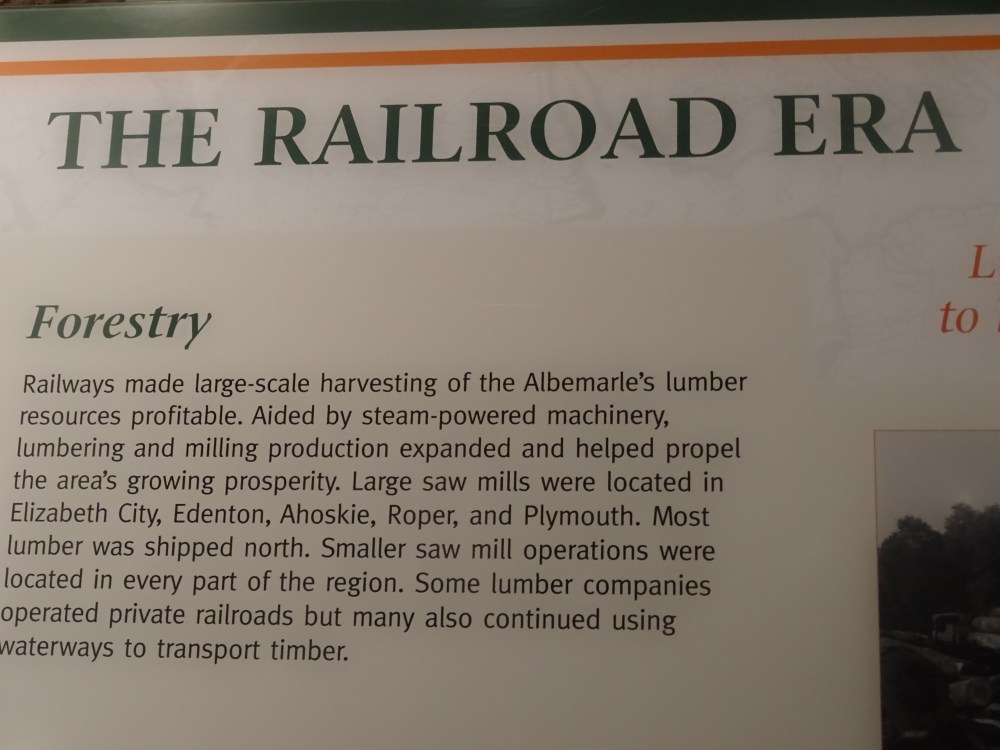 THE RAILROAD ERA
Forestry
Railways made large-scale harvesting of the Albemarle's lumber
resources profitable. Aided by steam-powered machinery,
lumbering and milling production expanded and helped propel
the area's growing prosperity. Large saw mills were located in
Elizabeth City, Edenton, Ahoskie, Roper, and Plymouth. Most
lumber was shipped north. Smaller saw mill operations were
located in every part of the region. Some lumber companies
operated private railroads but many also continued using
waterways to transport timber.
to